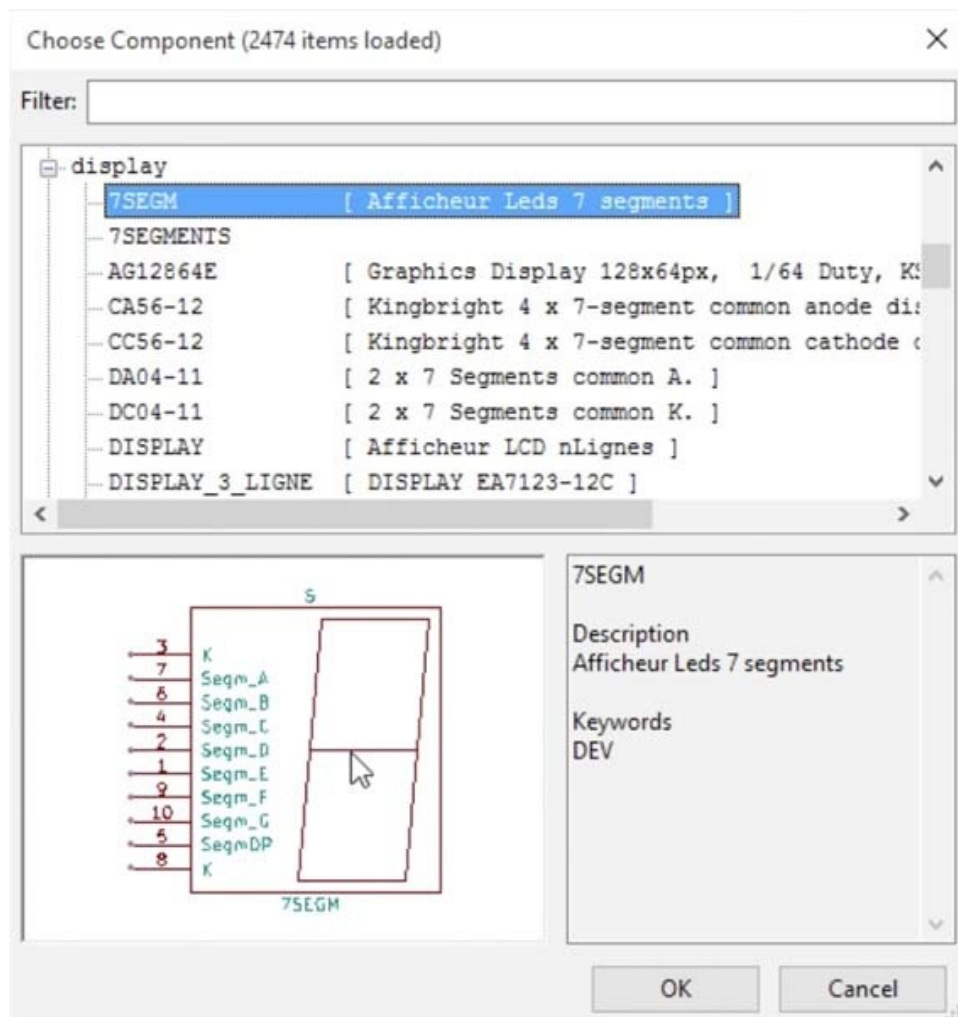 Choose Component (2474 items loaded)
Filter:
display
7SEGM [ Afficheur Leds 7 segments ]
7SEGMENTS
AG12864E [ Graphics Display 128x64px, 1/64 Duty, KS
CA56-12 [ Kingbright 4 x 7-segment common anode dis
CC56-12 [ Kingbright 4 x 7-segment common cathode
DA04-11 [ 2 x 7 Segments common A. ]
DC04-11 [ 2 x 7 Segments common K. ]
DISPLAY [ Afficheur LCD nLignes ]
DISPLAY_3_LIGNE [ DISPLAY EA7123-12C ]
S
3 K
7 Segm_A
6 Segm_B
4 Segm_C
2 Segm_D
1 Segm_E
9 Segm_F
10 Segm_G
5 SegmDP
8 K
7SEGM
7SEGM
Description
Afficheur Leds 7 segments
Keywords
DEV
OK Cancel